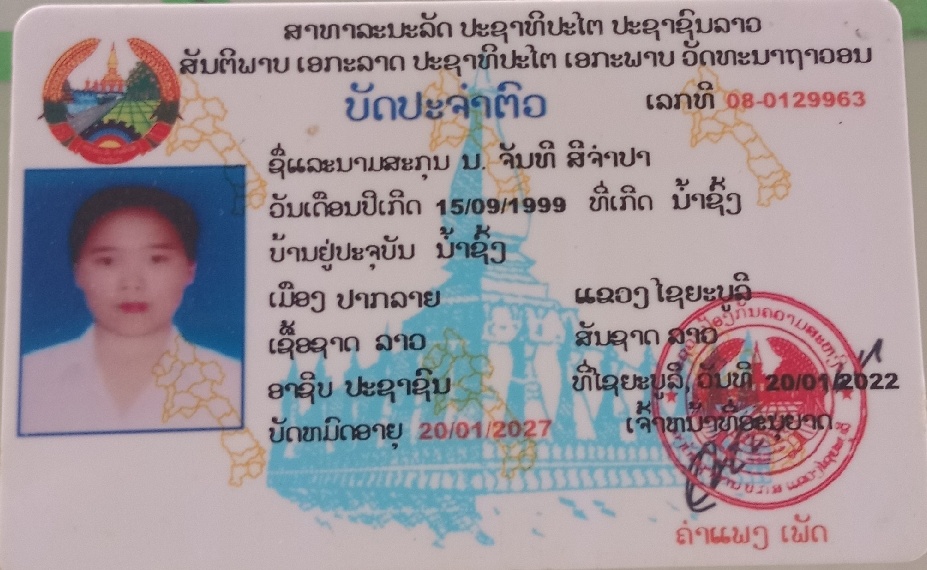 ສາທາລະນະລັດ ປະຊາທິປະໄຕ ປະຊາຊົນລາວ
ສັນຕິພາບ ເອກະລາດ ປະຊາທິປະໄຕ ເອກະພາບ ວັດທະນາຖາວອນ
ບັດປະຈຳຕົວ ເລກທີ 08-0129963
ຊື່ແລະນາມສະກຸນ ນ. ຈັນທີ ສີຈຳປາ
ວັນເດືອນປີເກີດ 15/09/1999 ທີ່ເກີດ ນ້ຳຊົ້ງ
ບ້ານຢູ່ປະຈຸບັນ ນ້ຳຊົ້ງ
ເມືອງ ປາກລາຍ ແຂວງ ໄຊຍະບູລີ
ເຊື້ອຊາດ ລາວ ສັນຊາດ ລາວ
ອາຊີບ ປະຊາຊົນ ທີ່ໄຊຍະບູລີ, ວັນທີ 20/01/2022
ບັດຫມົດອາຍຸ 20/01/2027 ເຈົ້າຫນ້າທີ່ອະນຸຍາດ
ຄຳແພງ ເພັດ